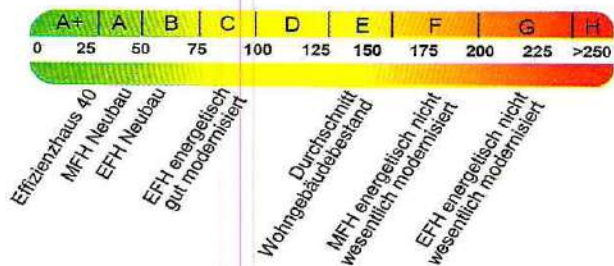 A+ A B C D E F G H
0 25 50 75 100 125 150 175 200 225 >250
Effizienzhaus 40
MFH Neubau
EFH Neubau
EFH energetisch
gut modernisiert
Durchschnitt
Wohngebäudebestand
MFH energetisch nicht
wesentlich modernisiert
EFH energetisch nicht
wesentlich modernisiert